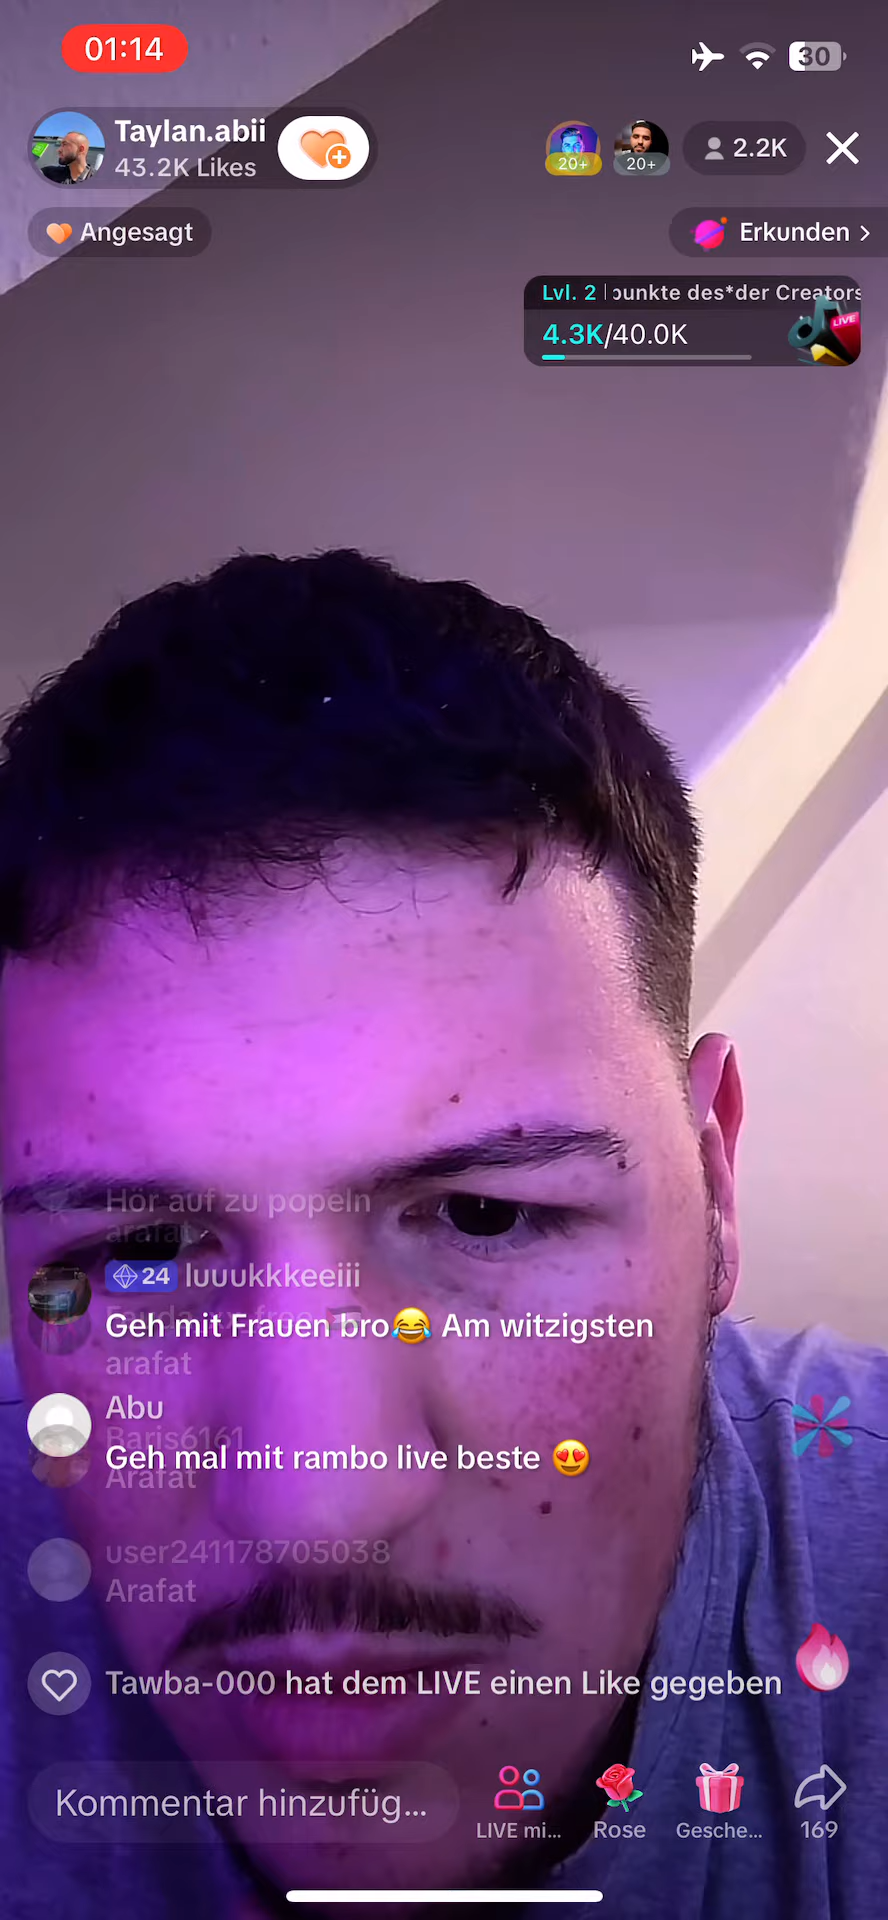 01:14
30
Taylan.abii
43.2K Likes
20+
20+
2.2K
Angesagt
Erkunden
Lvl. 2 | punkte des*der Creators
LIVE
4.3K/40.0K
Hör auf zu popeln
arafat
24 luuukkkeeiii
Geh mit Frauen bro😂 Am witzigsten
arafat
Abu
Baris6161
Geh mal mit rambo live beste 😍
Arafat
user241178705038
Arafat
Tawba-000 hat dem LIVE einen Like gegeben
Kommentar hinzufüg...
LIVE mi...
Rose
Gesche...
169